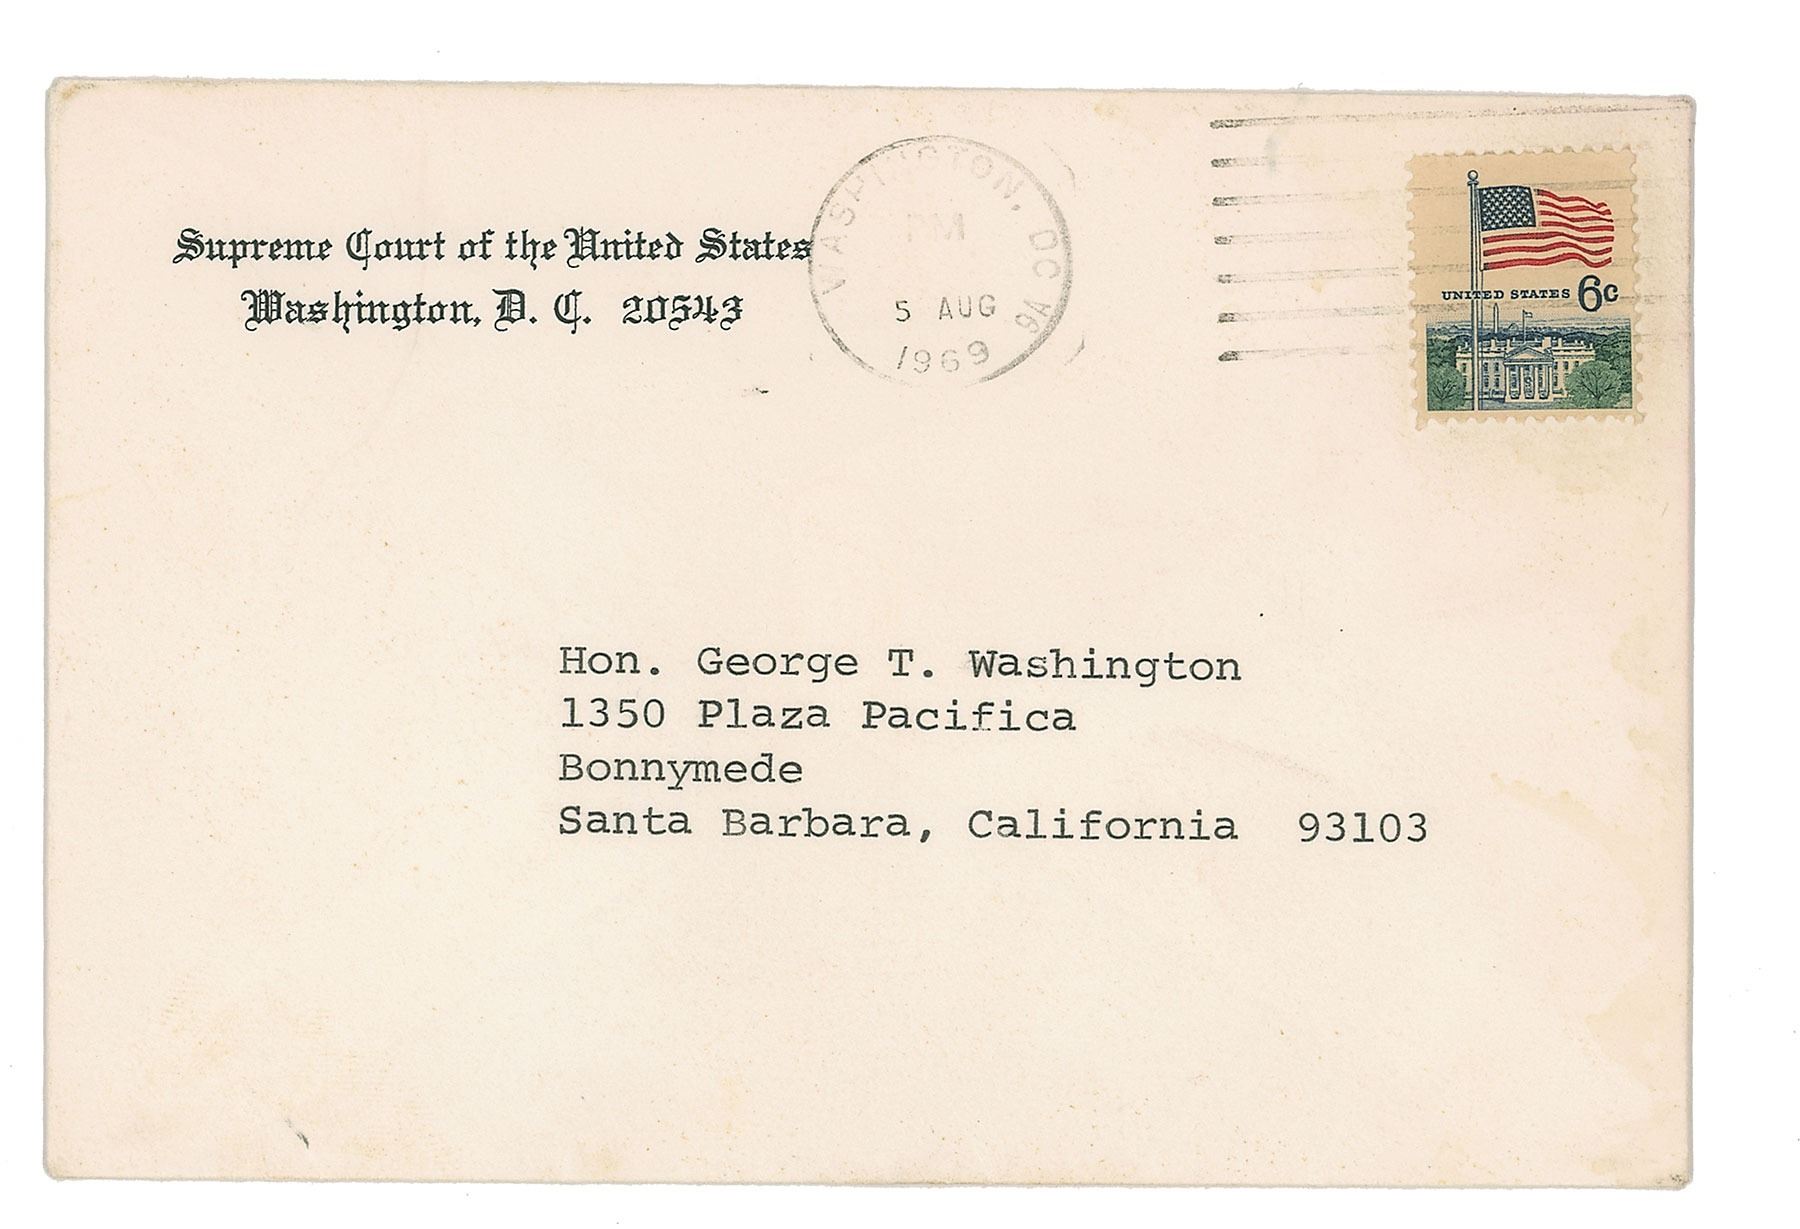 Supreme Court of the United States
Washington, D. C. 20543
WASHINGTON, DC
PM
5 AUG
1969
UNITED STATES 6c
Hon. George T. Washington
1350 Plaza Pacifica
Bonnymede
Santa Barbara, California 93103